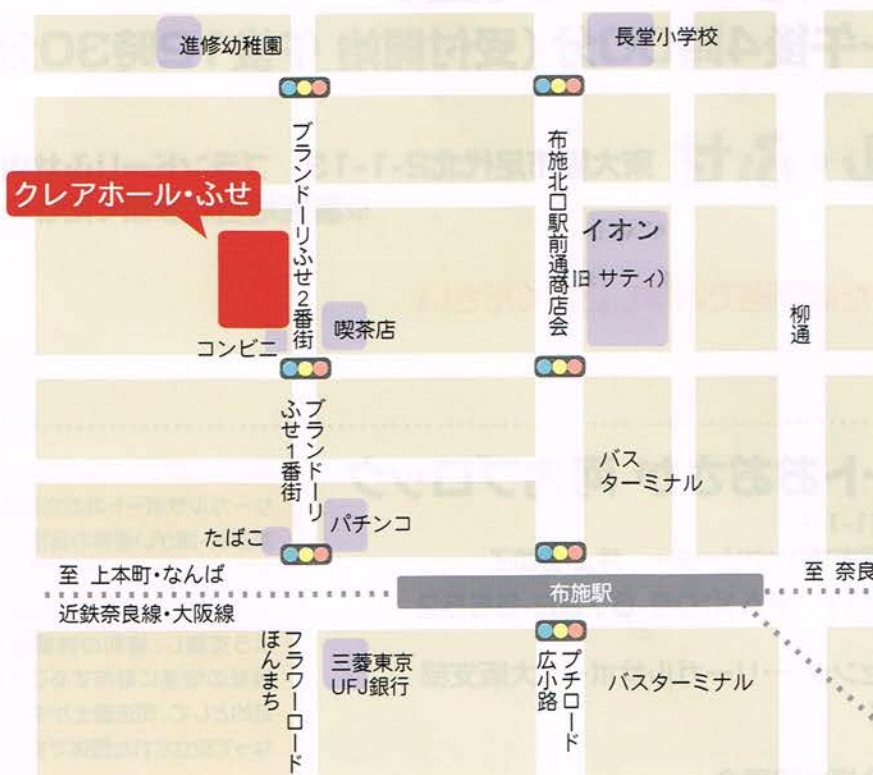 進修幼稚園
長堂小学校
ブランドーリふせ2番街
布施北口駅前通商店会
クレアホール・ふせ
イオン
(旧 サティ)
柳通
喫茶店
コンビニ
ブランドーリ
ふせ1番街
バス
ターミナル
パチンコ
たばこ
至 上本町・なんば
至 奈良
布施駅
近鉄奈良線・大阪線
フラワーロード
ほんまち
三菱東京
UFJ銀行
プチロード
広小路
バスターミナル